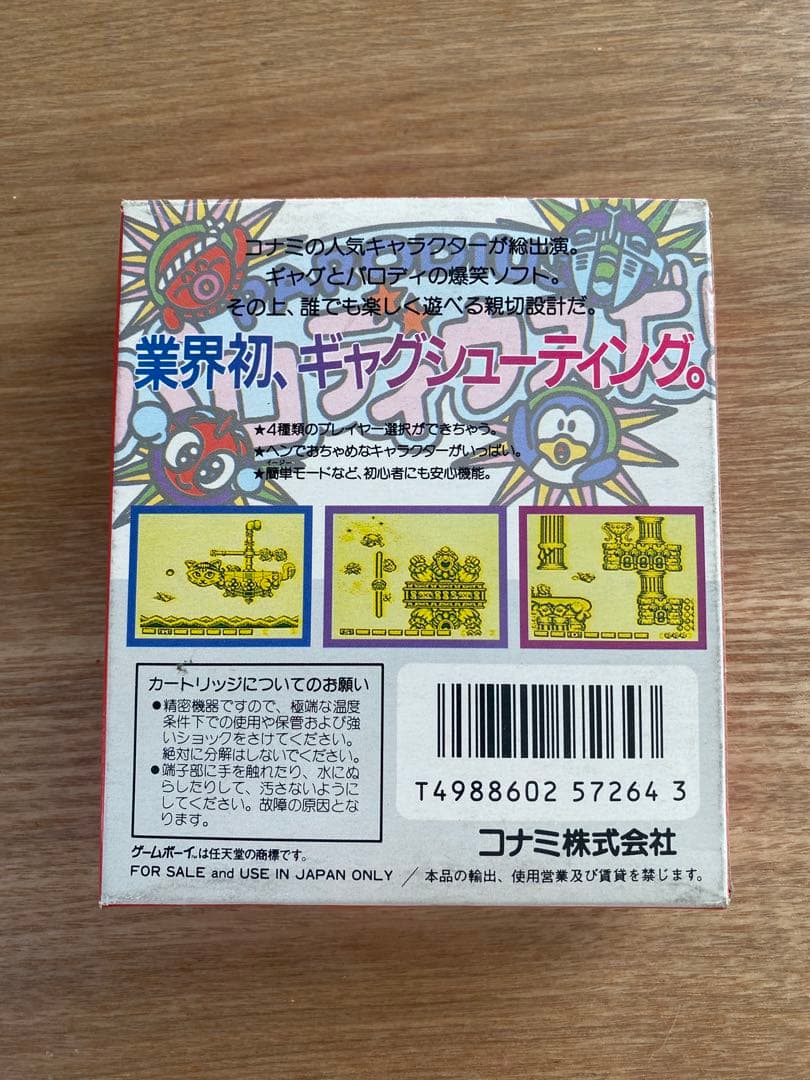 コナミの人気キャラクターが総出演。
ギャグとパロディの爆笑ソフト。
その上、誰でも楽しく遊べる親切設計だ。
業界初、ギャグシューティング。
★4種類のプレイヤー選択ができちゃう。
★ヘンでおちゃめなキャラクターがいっぱい。
イージー
★簡単モードなど、初心者にも安心機能。
カートリッジについてのお願い
●精密機器ですので、極端な温度
条件下での使用や保管および強
いショックをさけてください。
絶対に分解はしないでください。
●端子部に手を触れたり、水にぬ
らしたりして、汚さないように
してください。故障の原因とな
ります。
T4988602 57264 3
コナミ株式会社
ゲームボーイ™は任天堂の商標です。
FOR SALE and USE IN JAPAN ONLY / 本品の輸出、使用営業及び賃貸を禁じます。